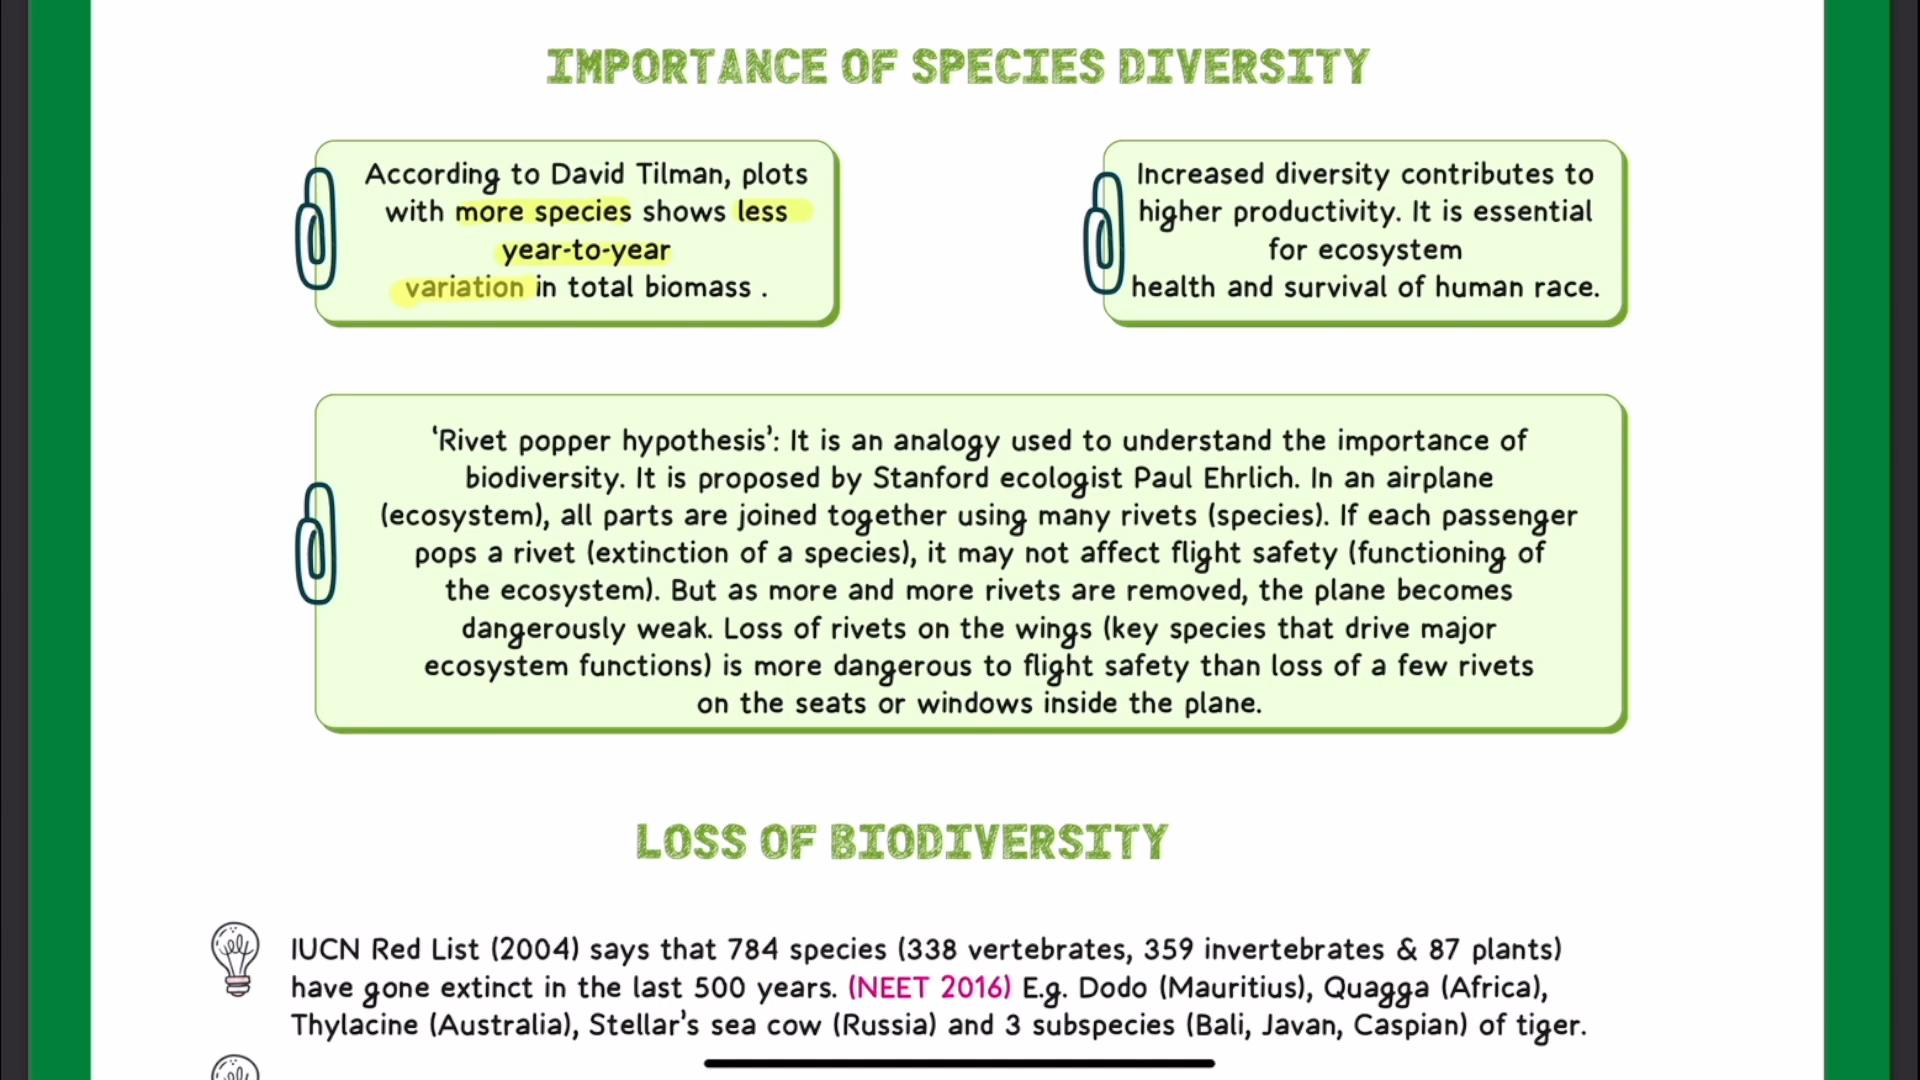 IMPORTANCE OF SPECIES DIVERSITY
According to David Tilman, plots
with more species shows less
year-to-year
variation in total biomass .
Increased diversity contributes to
higher productivity. It is essential
for ecosystem
health and survival of human race.
‘Rivet popper hypothesis’: It is an analogy used to understand the importance of
biodiversity. It is proposed by Stanford ecologist Paul Ehrlich. In an airplane
(ecosystem), all parts are joined together using many rivets (species). If each passenger
pops a rivet (extinction of a species), it may not affect flight safety (functioning of
the ecosystem). But as more and more rivets are removed, the plane becomes
dangerously weak. Loss of rivets on the wings (key species that drive major
ecosystem functions) is more dangerous to flight safety than loss of a few rivets
on the seats or windows inside the plane.
LOSS OF BIODIVERSITY
IUCN Red List (2004) says that 784 species (338 vertebrates, 359 invertebrates & 87 plants)
have gone extinct in the last 500 years. (NEET 2016) E.g. Dodo (Mauritius), Quagga (Africa),
Thylacine (Australia), Stellar’s sea cow (Russia) and 3 subspecies (Bali, Javan, Caspian) of tiger.